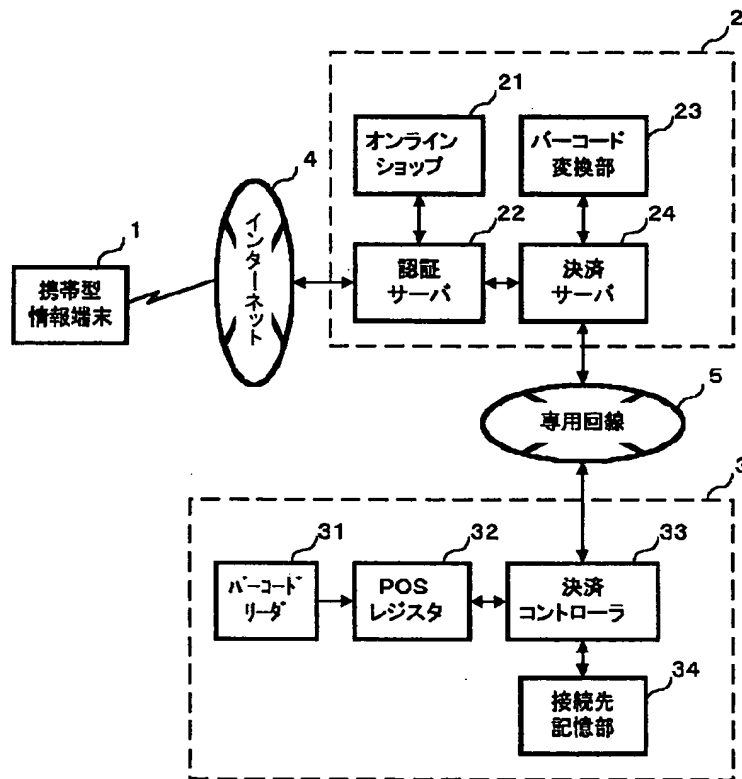 2
21
23
オンライン
ショップ
バーコード
変換部
4
22
24
1
インターネット
認証
サーバ
決済
サーバ
携帯型
情報端末
5
専用回線
3
31
32
33
バーコード
リーダ
POS
レジスタ
決済
コントローラ
34
接続先
記憶部